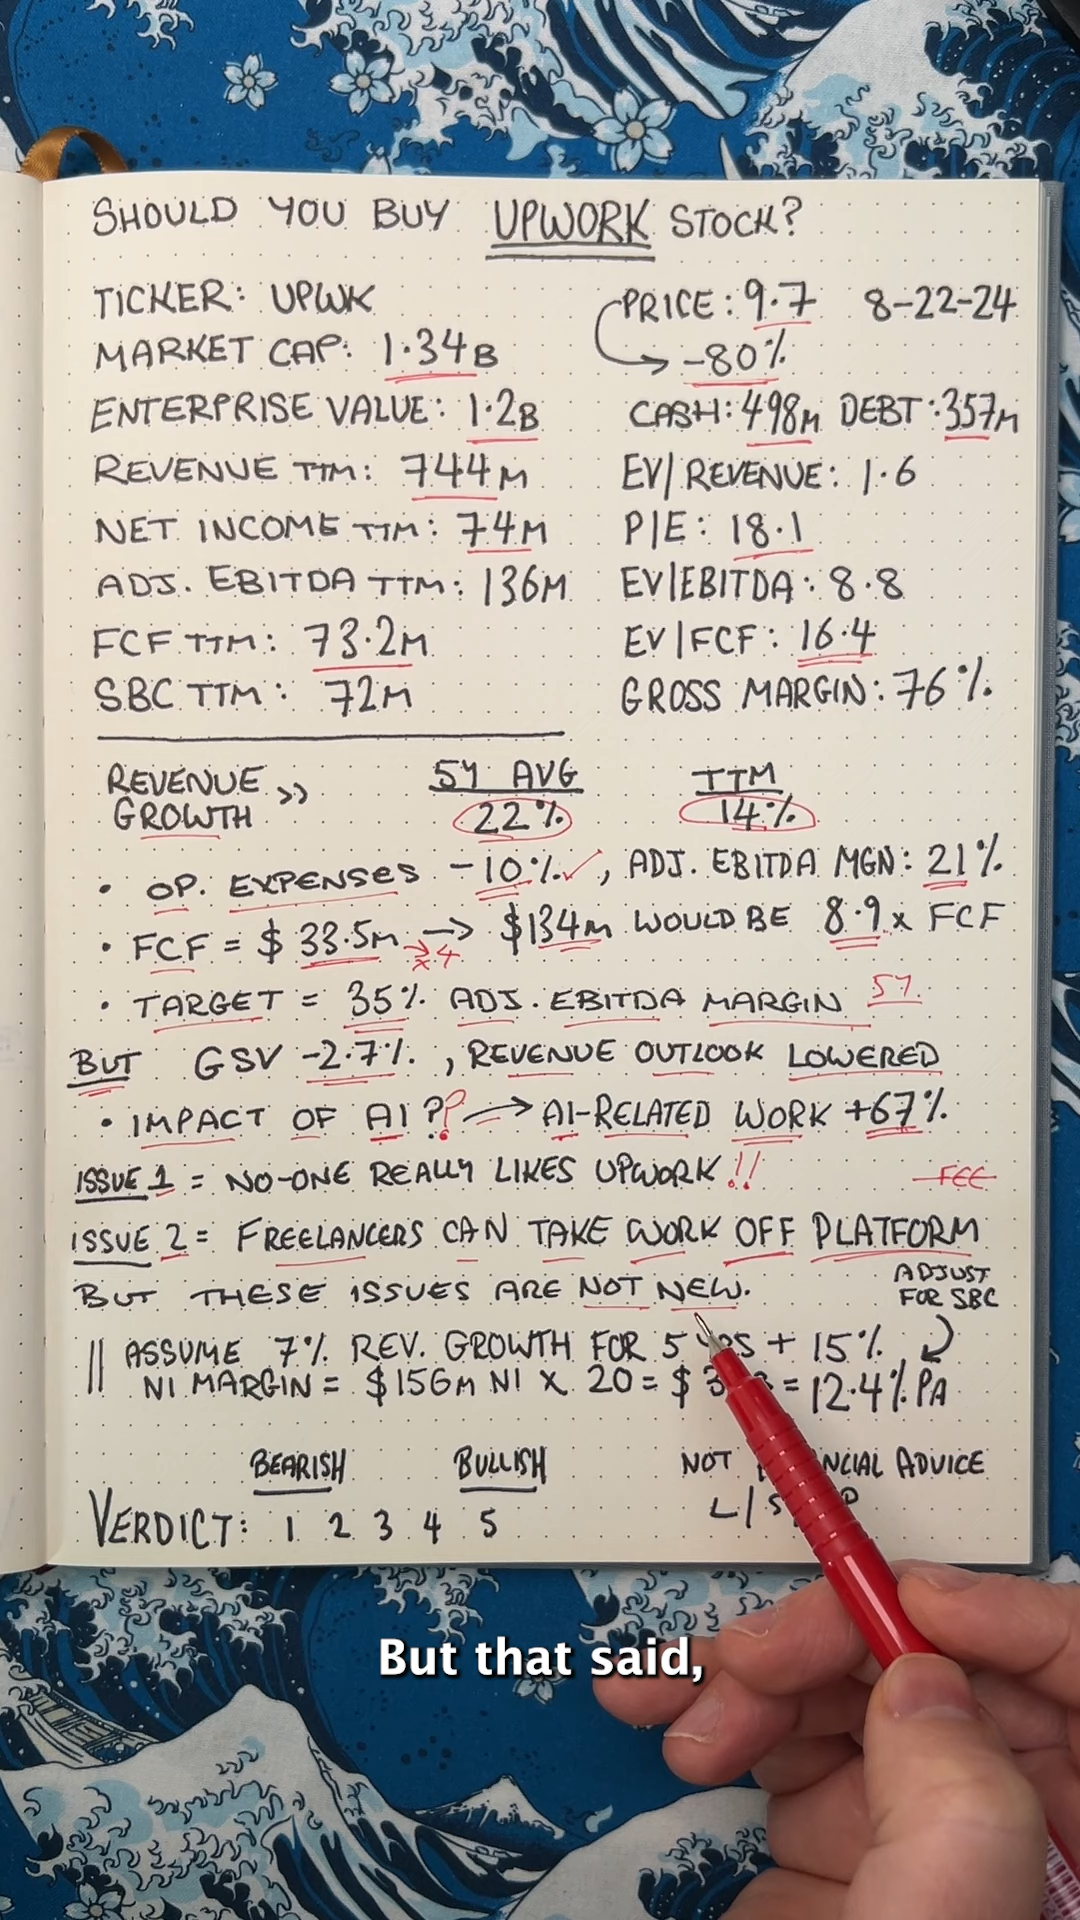 SHOULD YOU BUY UPWORK STOCK?
TICKER: UPWK PRICE: 9.7 8-22-24
MARKET CAP: 1.34B → -80%
ENTERPRISE VALUE: 1.2B CASH: 498M DEBT: 357M
REVENUE TTM: 744M EV/REVENUE: 1.6
NET INCOME TTM: 74M P/E: 18.1
ADJ. EBITDA TTM: 136M EV/EBITDA: 8.8
FCF TTM: 73.2M EV/FCF: 16.4
SBC TTM: 72M GROSS MARGIN: 76%
REVENUE GROWTH >> 5Y AVG TTM
22% 14%
• OP. EXPENSES -10% ✓, ADJ. EBITDA MGN: 21%
• FCF = $33.5M → $134M WOULD BE 8.9x FCF
x4
• TARGET = 35% ADJ. EBITDA MARGIN 5Y
BUT GSV -2.7%, REVENUE OUTLOOK LOWERED
• IMPACT OF AI?? → AI-RELATED WORK +67%
ISSUE 1 = NO-ONE REALLY LIKES UPWORK!!
FEE
ISSUE 2 = FREELANCERS CAN TAKE WORK OFF PLATFORM
BUT THESE ISSUES ARE NOT NEW.
ADJUST
FOR SBC
|| ASSUME 7% REV. GROWTH FOR 5 + 15%
NI MARGIN = $156M NI X 20 = $ = 12.4% PA
BEARISH BULLISH NOT ADVICE
VERDICT: 1 2 3 4 5
But that said,